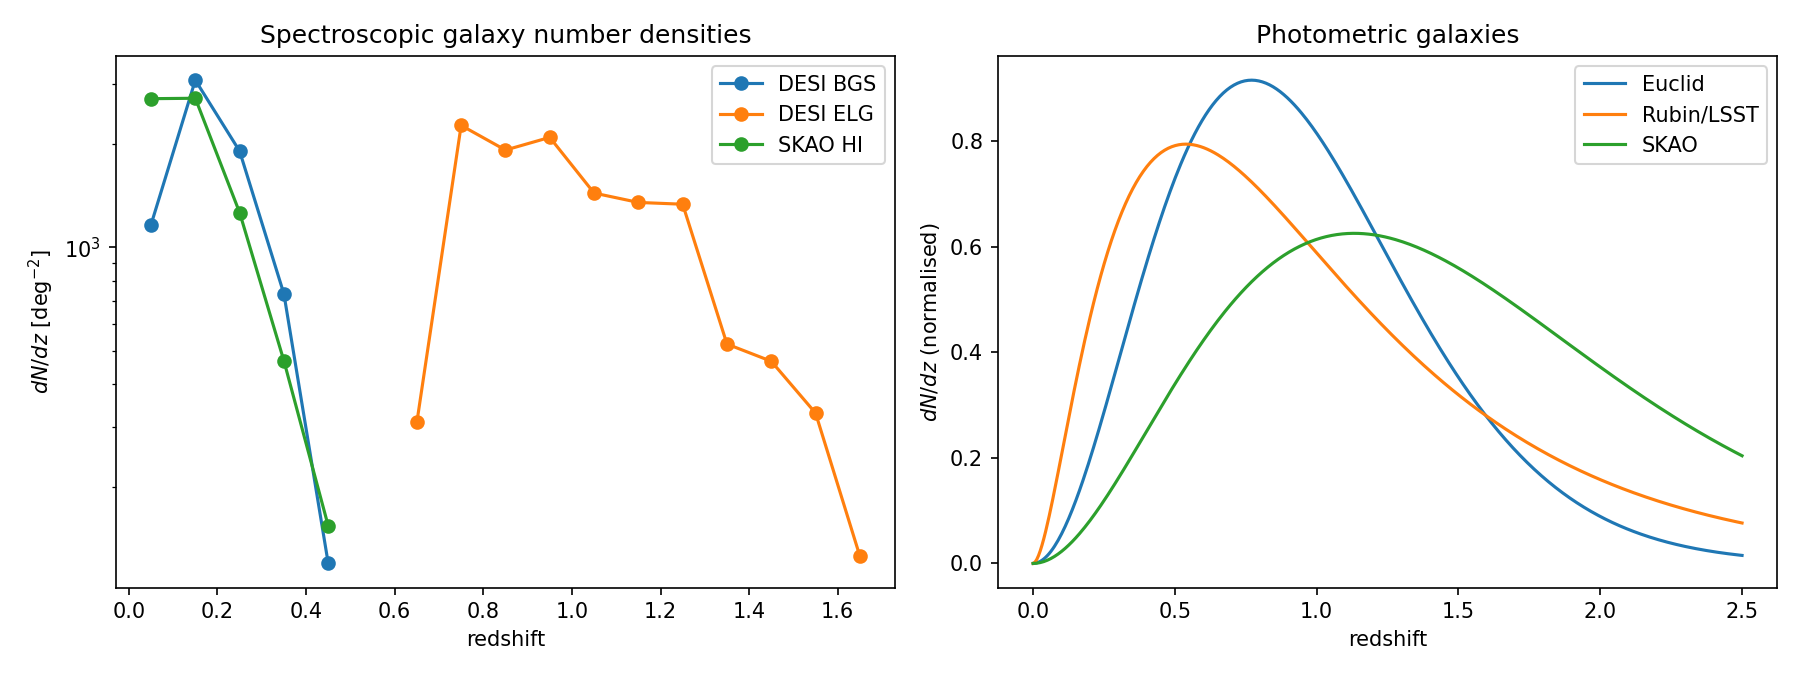 Spectroscopic galaxy number densities
DESI BGS
DESI ELG
SKAO HI
10³
dN/dz [deg⁻²]
0.0 0.2 0.4 0.6 0.8 1.0 1.2 1.4 1.6
redshift
Photometric galaxies
Euclid
Rubin/LSST
SKAO
0.8
0.6
0.4
0.2
0.0
dN/dz (normalised)
0.0 0.5 1.0 1.5 2.0 2.5
redshift